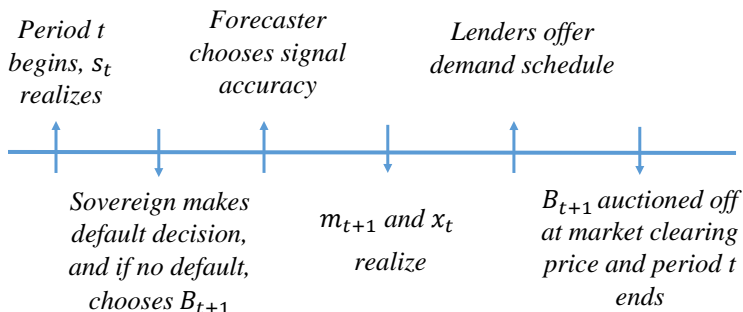 Period t
begins, s_t
realizes
Forecaster
chooses signal
accuracy
Lenders offer
demand schedule
Sovereign makes
default decision,
and if no default,
chooses B_{t+1}
m_{t+1} and x_t
realize
B_{t+1} auctioned off
at market clearing
price and period t
ends